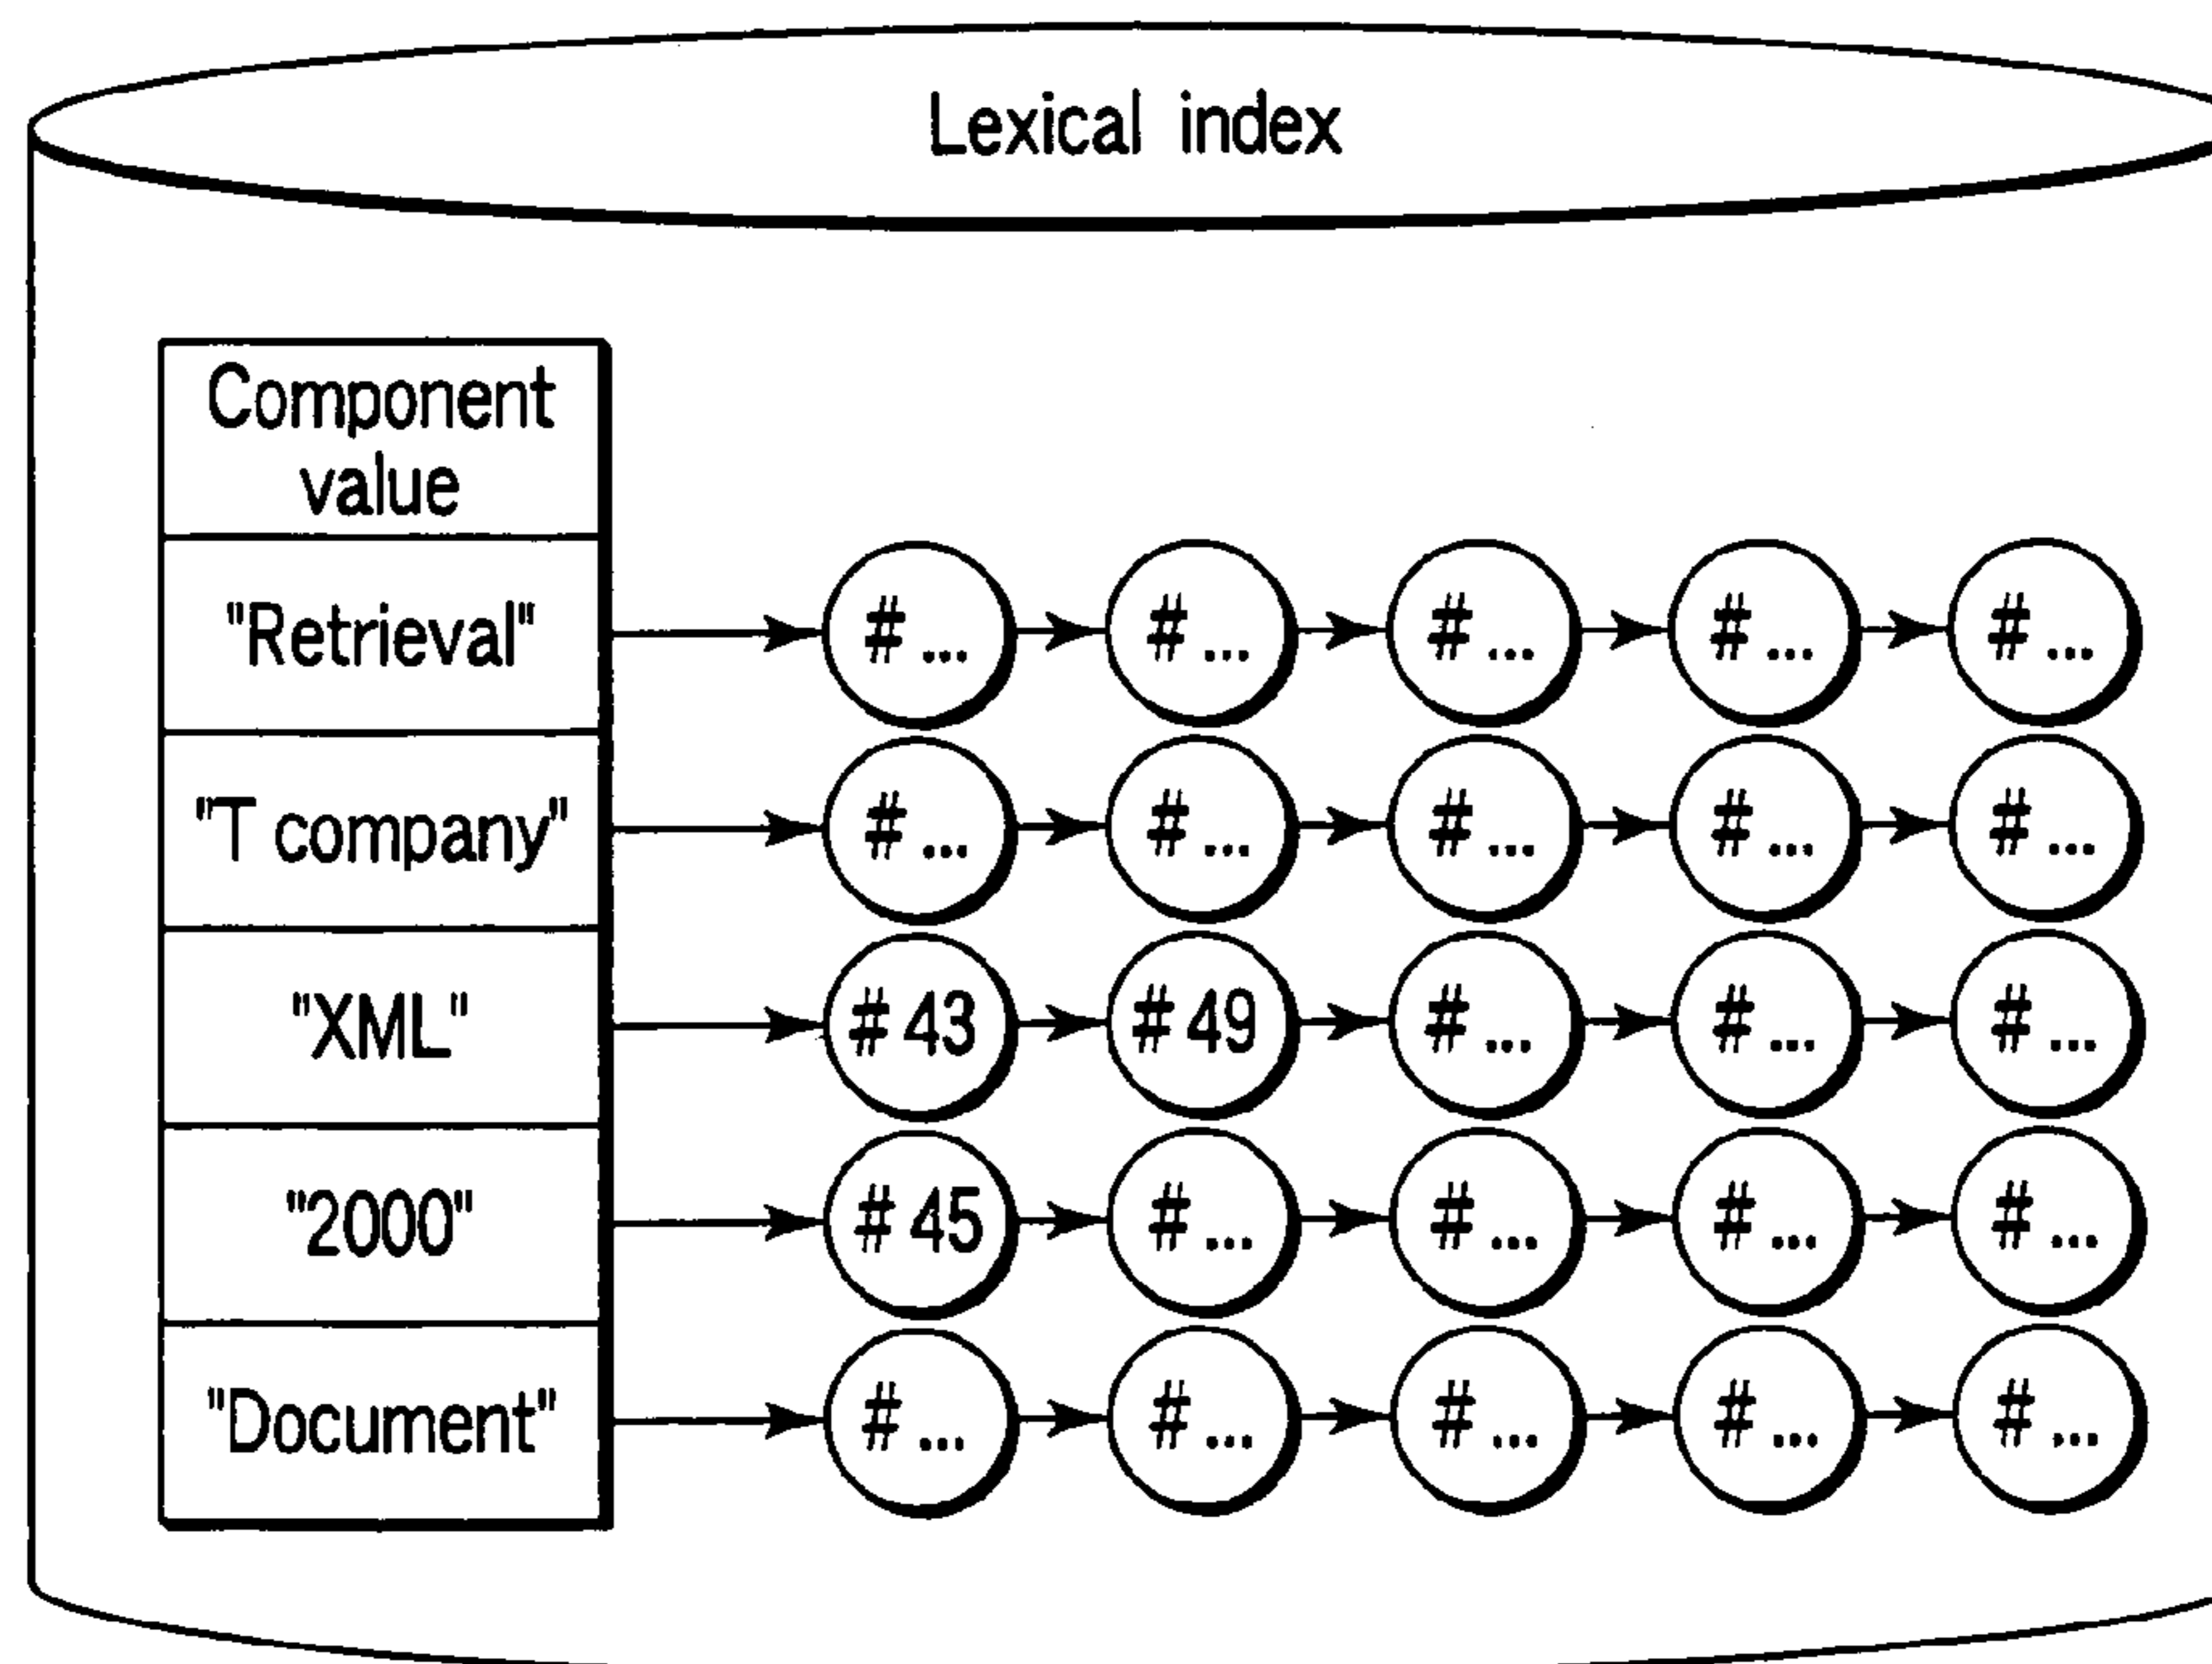 Lexical index
Component
value
"Retrieval" #... #... #... #... #...
"T company" #... #... #... #... #...
"XML" #43 #49 #... #... #...
"2000" #45 #... #... #... #...
"Document" #... #... #... #... #...